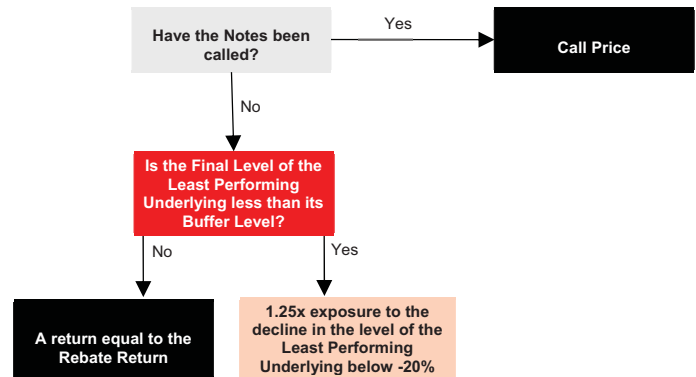 Have the Notes been
called?
Yes
Call Price
No
Is the Final Level of the
Least Performing
Underlying less than its
Buffer Level?
No
Yes
A return equal to the
Rebate Return
1.25x exposure to the
decline in the level of the
Least Performing
Underlying below -20%